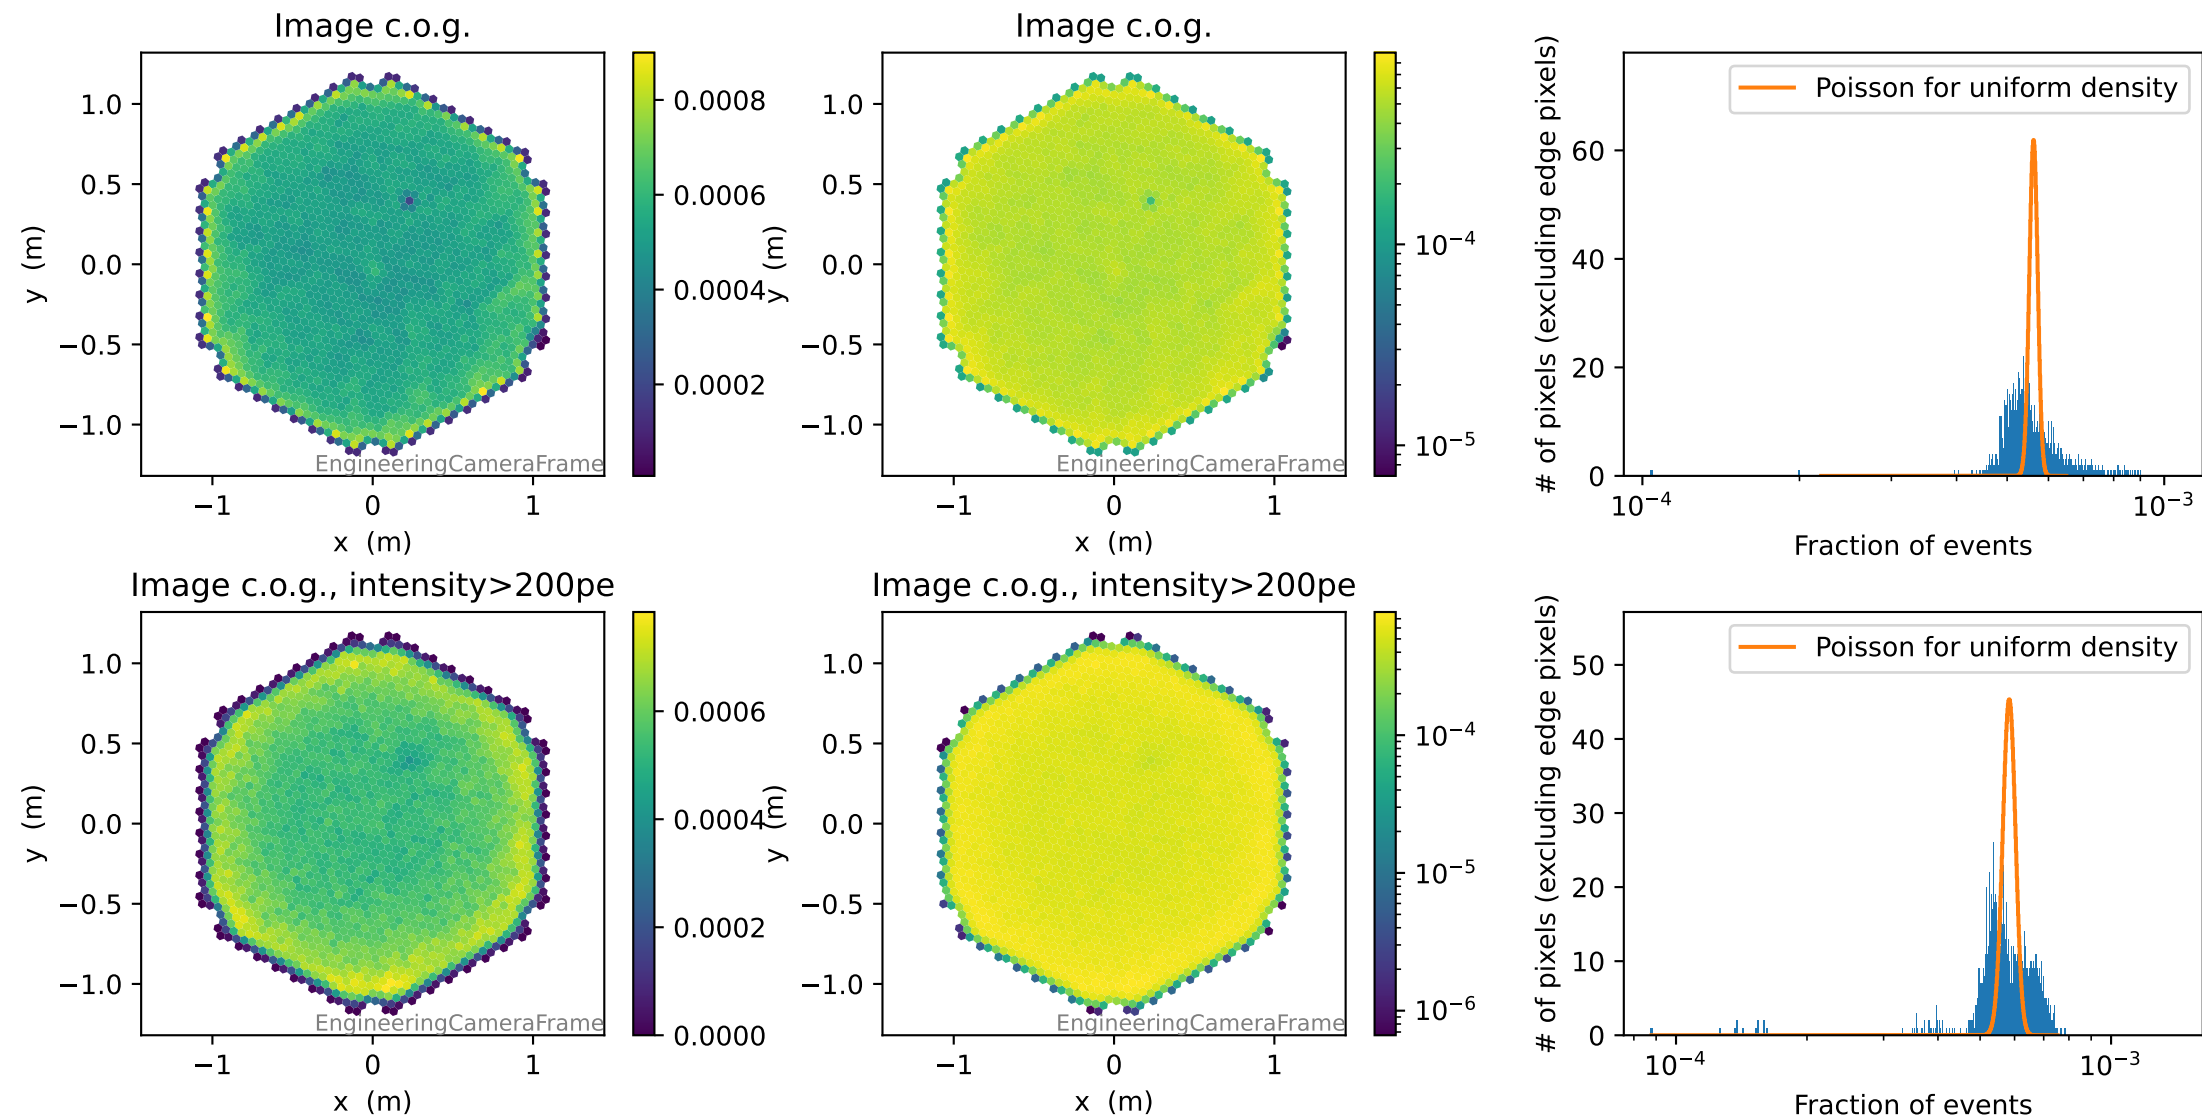 Image c.o.g.
1.0
0.5
0.0
−0.5
−1.0
y (m)
−1
0
1
x (m)
EngineeringCameraFrame
0.0008
0.0006
0.0004
0.0002
Image c.o.g.
1.0
0.5
0.0
−0.5
−1.0
y (m)
−1
0
1
x (m)
EngineeringCameraFrame
10⁻⁴
10⁻⁵
# of pixels (excluding edge pixels)
60
40
20
0
Poisson for uniform density
10⁻⁴
10⁻³
Fraction of events
Image c.o.g., intensity>200pe
1.0
0.5
0.0
−0.5
−1.0
y (m)
−1
0
1
x (m)
EngineeringCameraFrame
0.0006
0.0004
0.0002
0.0000
Image c.o.g., intensity>200pe
1.0
0.5
0.0
−0.5
−1.0
y (m)
−1
0
1
x (m)
EngineeringCameraFrame
10⁻⁴
10⁻⁵
10⁻⁶
# of pixels (excluding edge pixels)
50
40
30
20
10
0
Poisson for uniform density
10⁻⁴
10⁻³
Fraction of events